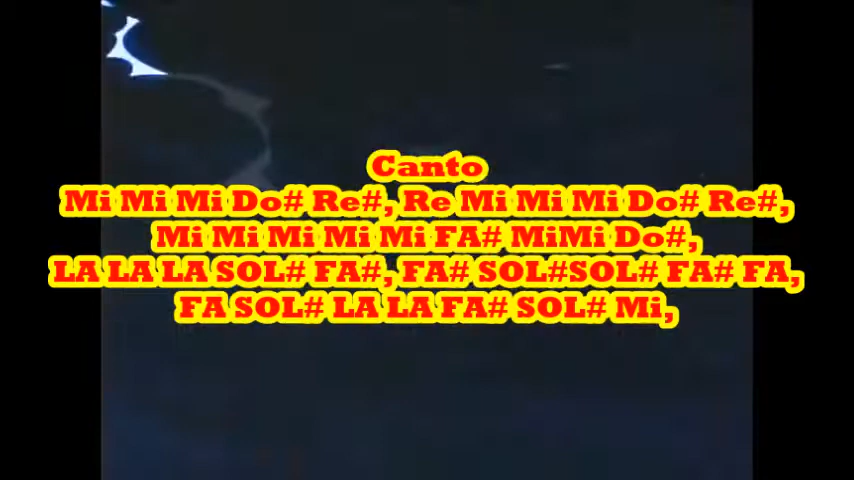 Canto
Mi Mi Mi Do# Re#, Re Mi Mi Mi Do# Re#,
Mi Mi Mi Mi Mi FA# MiMi Do#,
LA LA LA SOL# FA#, FA# SOL#SOL# FA# FA,
FA SOL# LA LA FA# SOL# Mi,